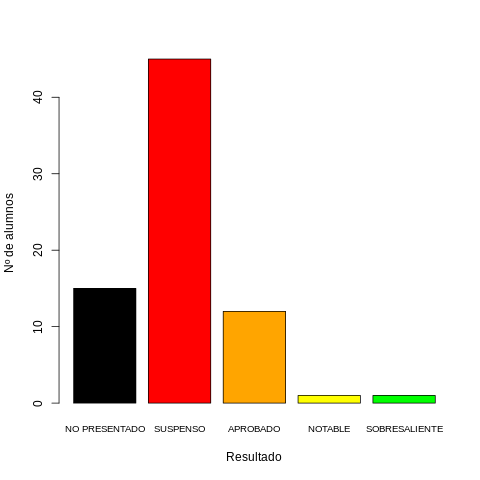 Nº de alumnos
40
30
20
10
0
NO PRESENTADO SUSPENSO APROBADO NOTABLE SOBRESALIENTE
Resultado